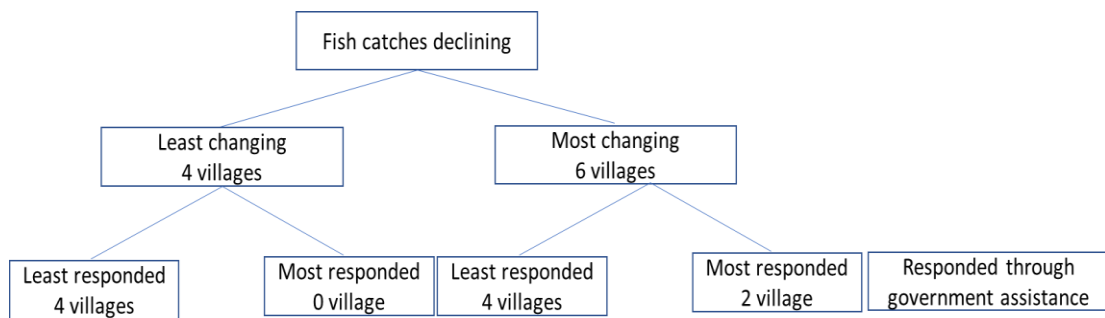 Fish catches declining
Least changing
4 villages
Most changing
6 villages
Least responded
4 villages
Most responded
0 village
Least responded
4 villages
Most responded
2 village
Responded through
government assistance